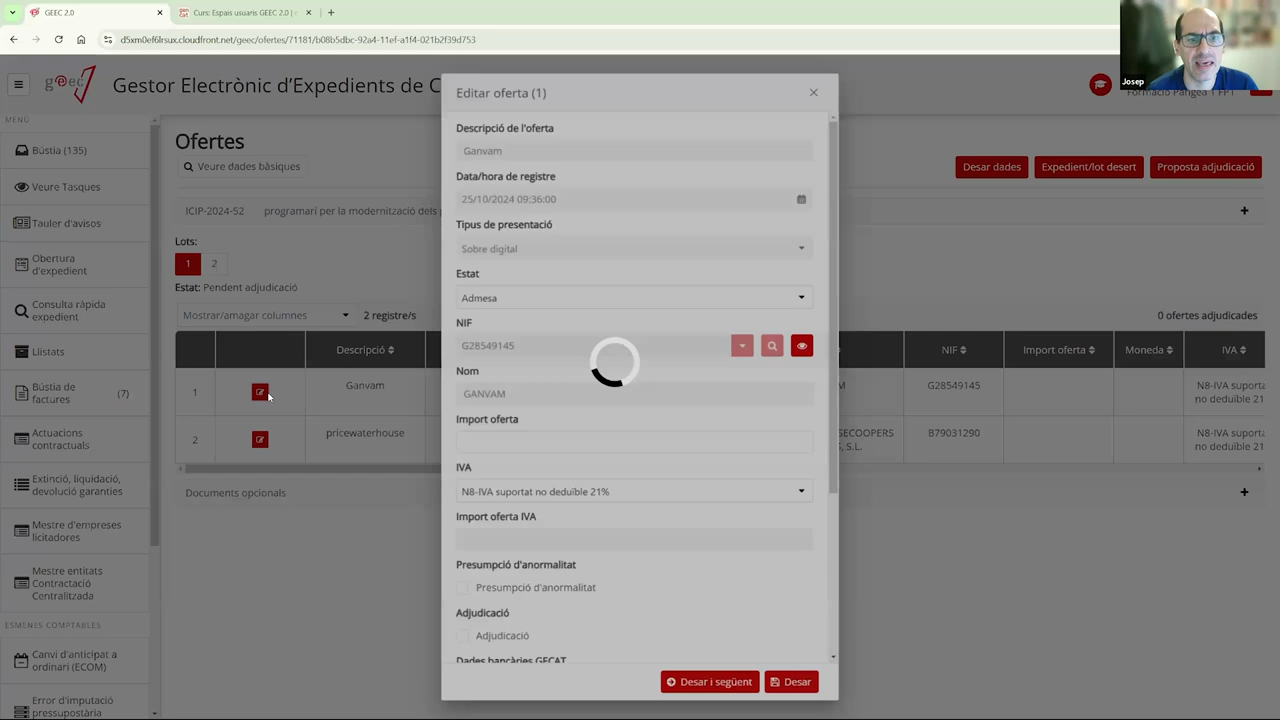 GEEC 2.0
Curs: Espais usuaris GEEC 2.0 |
d5xm0ef6lrsux.cloudfront.net/geec/ofertes/71181/b08b5dbc-92a4-11ef-a1f4-021b2f39d753
Josep
geec
Gestor Electrònic d'Expedients de C
Formació Pangea 1 FP1
MENÚ
Bústia (135)
Veure Tasques
Tauler d'avisos
Obertura
d'expedient
Consulta ràpida
expedient
Llistats
Bústia de
factures
(7)
Actuacions
contractuals
Extinció, liquidació,
devolució garanties
Mestre d'empreses
licitadores
Mestre entitats
Contractació
Centralitzada
ESMENES COMPTABLES
Canvi d'anticipat a
ordinari (ECOM)
Error d'imputació
pressupostària
Ofertes
Veure dades bàsiques
Desar dades
Expedient/lot desert
Proposta adjudicació
ICIP-2024-52 programari per la modernització dels
Lots:
1 2
Estat: Pendent adjudicació
Mostrar/amagar columnes
2 registre/s
0 ofertes adjudicades
Descripció NIF Import oferta Moneda IVA
1 Ganvam M G28549145 N8-IVA suporta
no deduïble 21
2 pricewaterhouse SECOOPERS B79031290 N8-IVA suporta
, S.L. no deduïble 21
Documents opcionals
Editar oferta (1)
Descripció de l'oferta
Ganvam
Data/hora de registre
25/10/2024 09:36:00
Tipus de presentació
Sobre digital
Estat
Admesa
NIF
G28549145
Nom
GANVAM
Import oferta
IVA
N8-IVA suportat no deduïble 21%
Import oferta IVA
Presumpció d'anormalitat
Presumpció d'anormalitat
Adjudicació
Adjudicació
Dades bancàries GECAT
Desar i següent
Desar